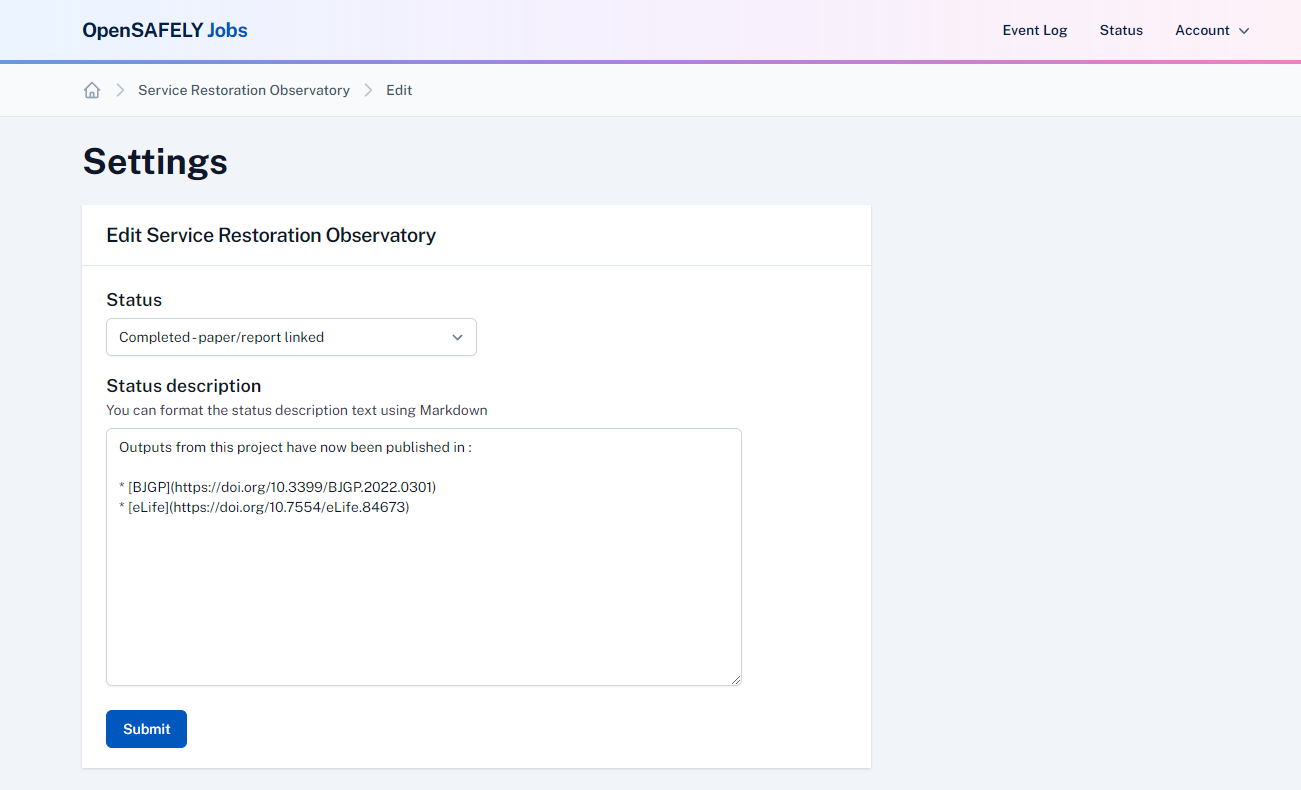 OpenSAFELY Jobs
Event Log
Status
Account
Service Restoration Observatory
Edit
Settings
Edit Service Restoration Observatory
Status
Completed - paper/report linked
Status description
You can format the status description text using Markdown
Outputs from this project have now been published in :
* [BJGP](https://doi.org/10.3399/BJGP.2022.0301)
* [eLife](https://doi.org/10.7554/eLife.84673)
Submit